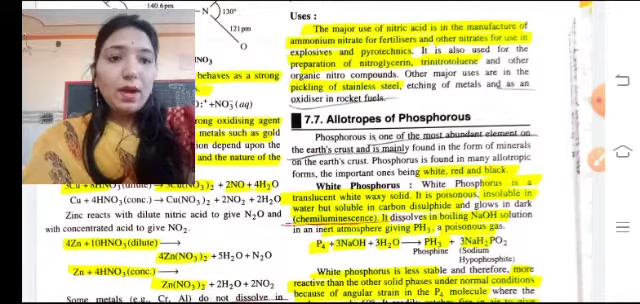 140.6 pm
N
130°
121 pm
O
NO3
behaves as a strong
O:⁺ + NO₃⁻ (aq)
rong oxidising agent
metals such as gold
ion depend upon the
and the nature of the
3Cu + 8HNO₃(dilute) → 3Cu(NO₃)₂ + 2NO + 4H₂O
Cu + 4HNO₃(conc.) → Cu(NO₃)₂ + 2NO₂ + 2H₂O
Zinc reacts with dilute nitric acid to give N₂O and
with concentrated acid to give NO₂.
4Zn + 10HNO₃(dilute) →
4Zn(NO₃)₂ + 5H₂O + N₂O
Zn + 4HNO₃(conc.) →
Zn(NO₃)₂ + 2H₂O + 2NO₂
Some metals (e.g., Cr, Al) do not dissolve in
Uses :
The major use of nitric acid is in the manufacture of
ammonium nitrate for fertilisers and other nitrates for use in
explosives and pyrotechnics. It is also used for the
preparation of nitroglycerin, trinitrotoluene and other
organic nitro compounds. Other major uses are in the
pickling of stainless steel, etching of metals and as an
oxidiser in rocket fuels.
7.7. Allotropes of Phosphorous
Phosphorous is one of the most abundant element on
the earth's crust and is mainly found in the form of minerals
on the earth's crust. Phosphorus is found in many allotropic
forms, the important ones being white, red and black.
White Phosphorus : White Phosphorus is a
translucent white waxy solid. It is poisonous, insoluble in
water but soluble in carbon disulphide and glows in dark
(chemiluminescence). It dissolves in boiling NaOH solution
in an inert atmosphere giving PH₃, a poisonous gas.
P₄ + 3NaOH + 3H₂O → PH₃ + 3NaH₂PO₂
Phosphine (Sodium
Hypophosphite)
White phosphorus is less stable and therefore, more
reactive than the other solid phases under normal conditions
because of angular strain in the P₄ molecule where the